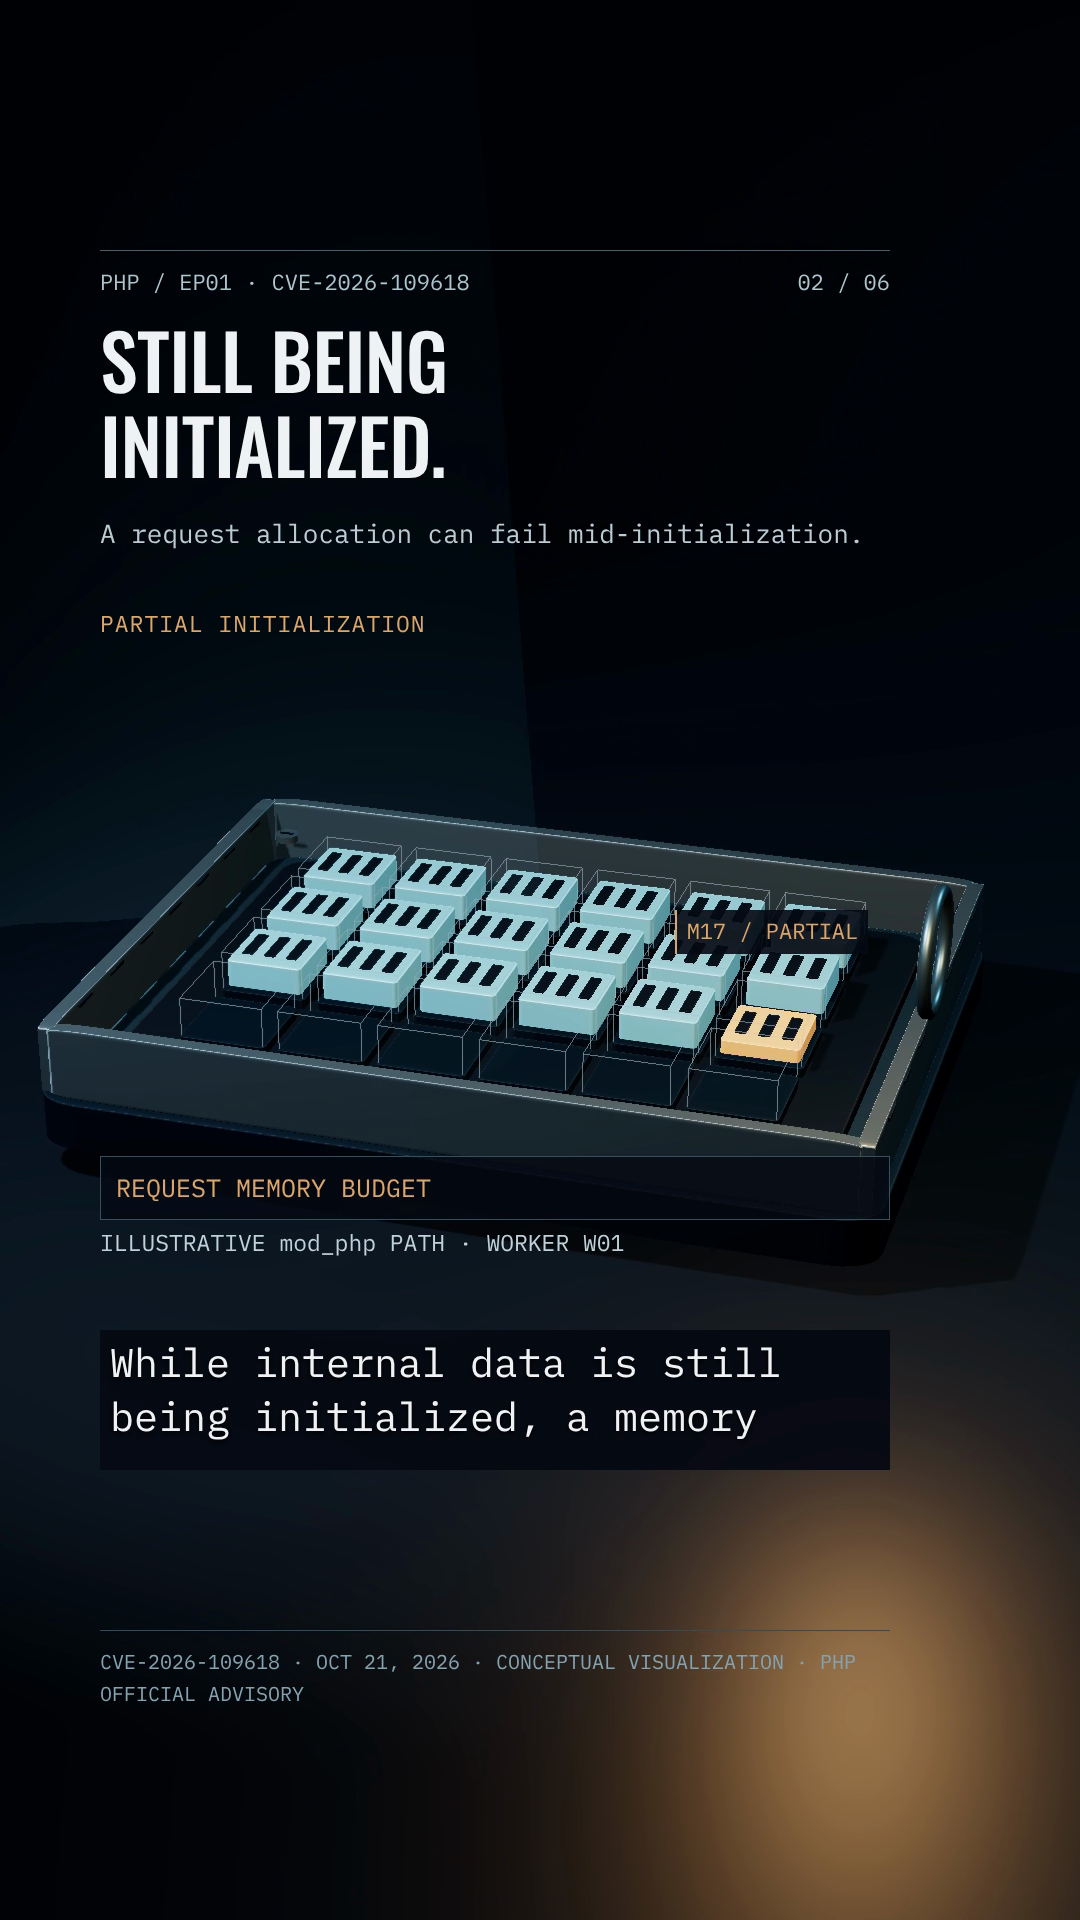 PHP / EP01 · CVE-2026-109618
02 / 06
STILL BEING
INITIALIZED.
A request allocation can fail mid-initialization.
PARTIAL INITIALIZATION
M17 / PARTIAL
REQUEST MEMORY BUDGET
ILLUSTRATIVE mod_php PATH · WORKER W01
While internal data is still
being initialized, a memory
CVE-2026-109618 · OCT 21, 2026 · CONCEPTUAL VISUALIZATION · PHP
OFFICIAL ADVISORY